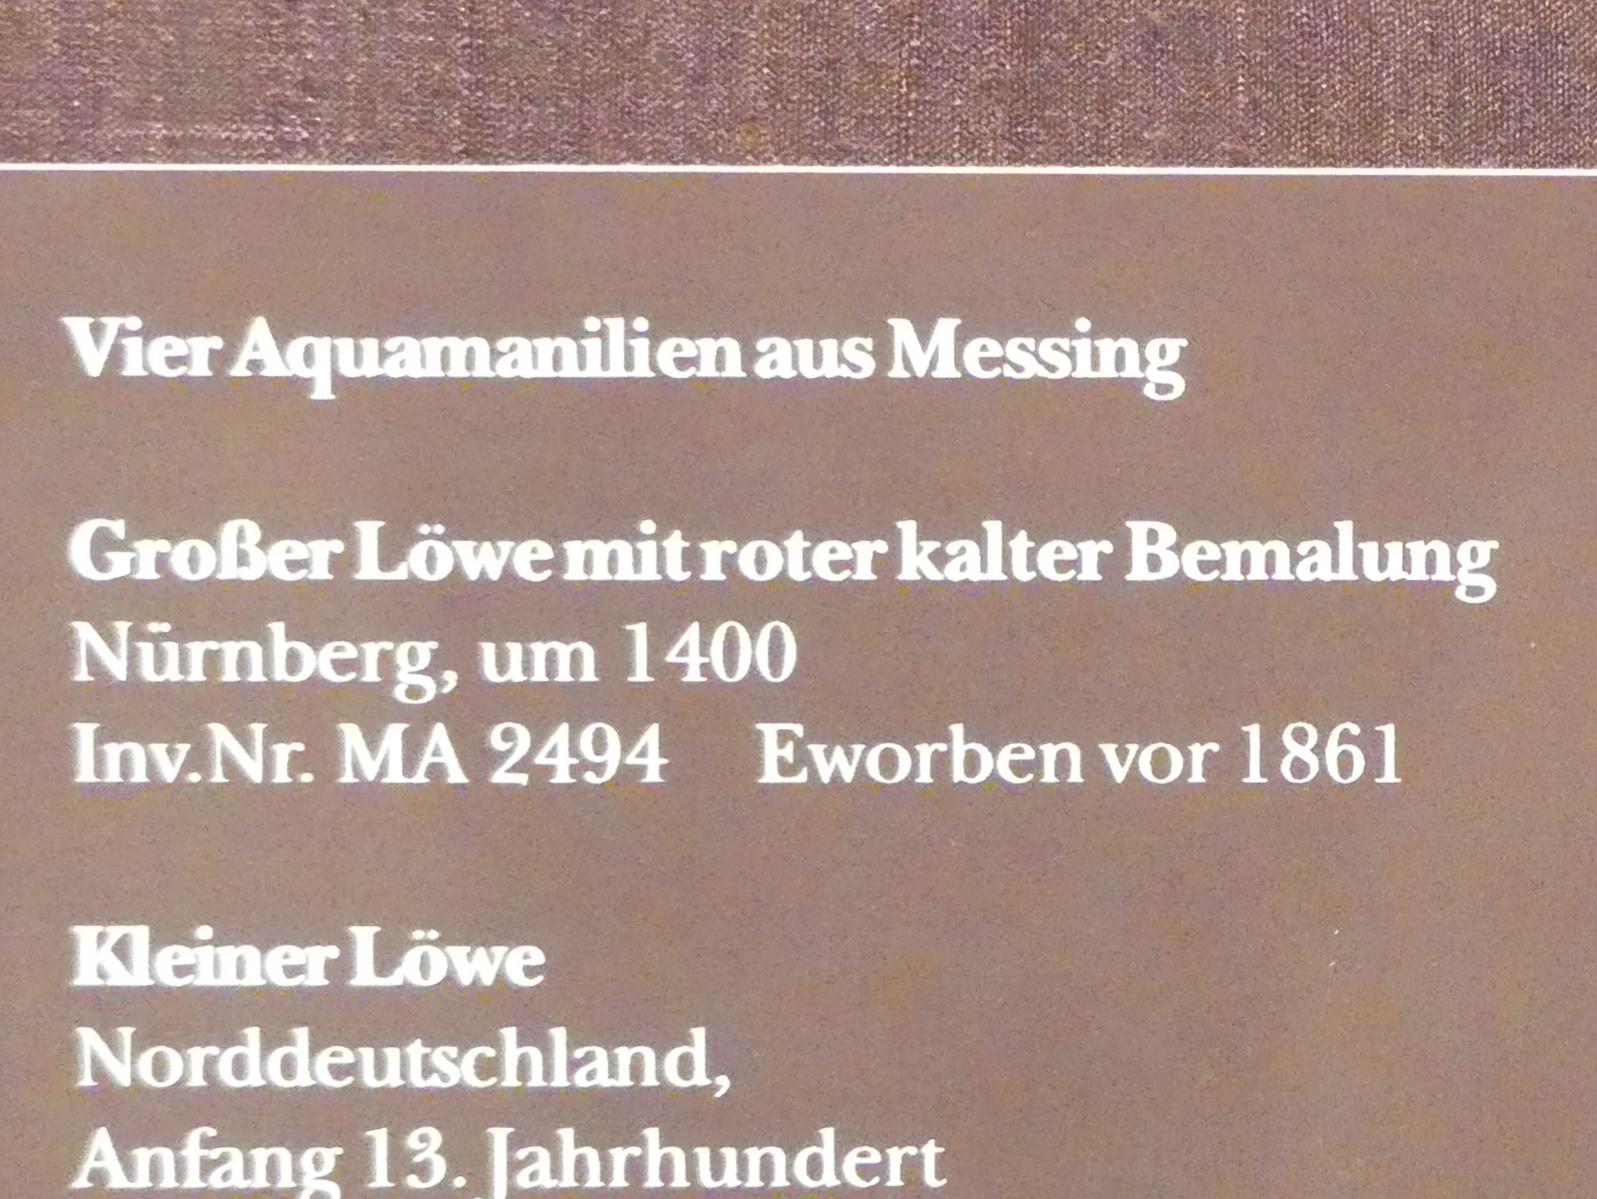 Vier Aquamanilien aus Messing
Großer Löwe mit roter kalter Bemalung
Nürnberg, um 1400
Inv.Nr. MA 2494 Eworben vor 1861
Kleiner Löwe
Norddeutschland,
Anfang 13. Jahrhundert